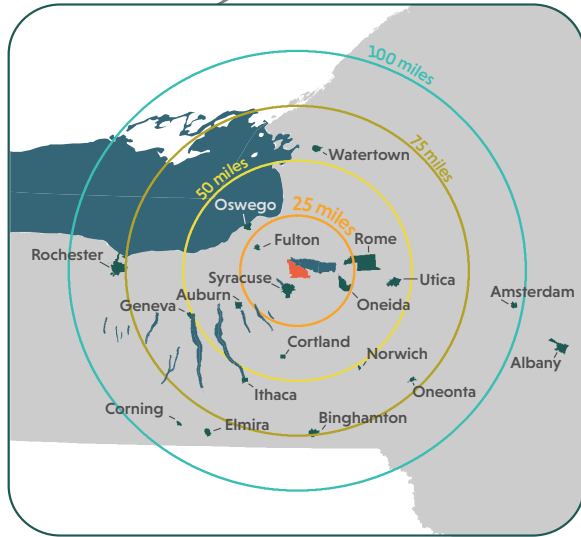 100 miles
75 miles
50 miles
25 miles
Watertown
Oswego
Fulton
Rome
Rochester
Syracuse
Utica
Auburn
Oneida
Amsterdam
Geneva
Cortland
Norwich
Albany
Ithaca
Oneonta
Corning
Elmira
Binghamton